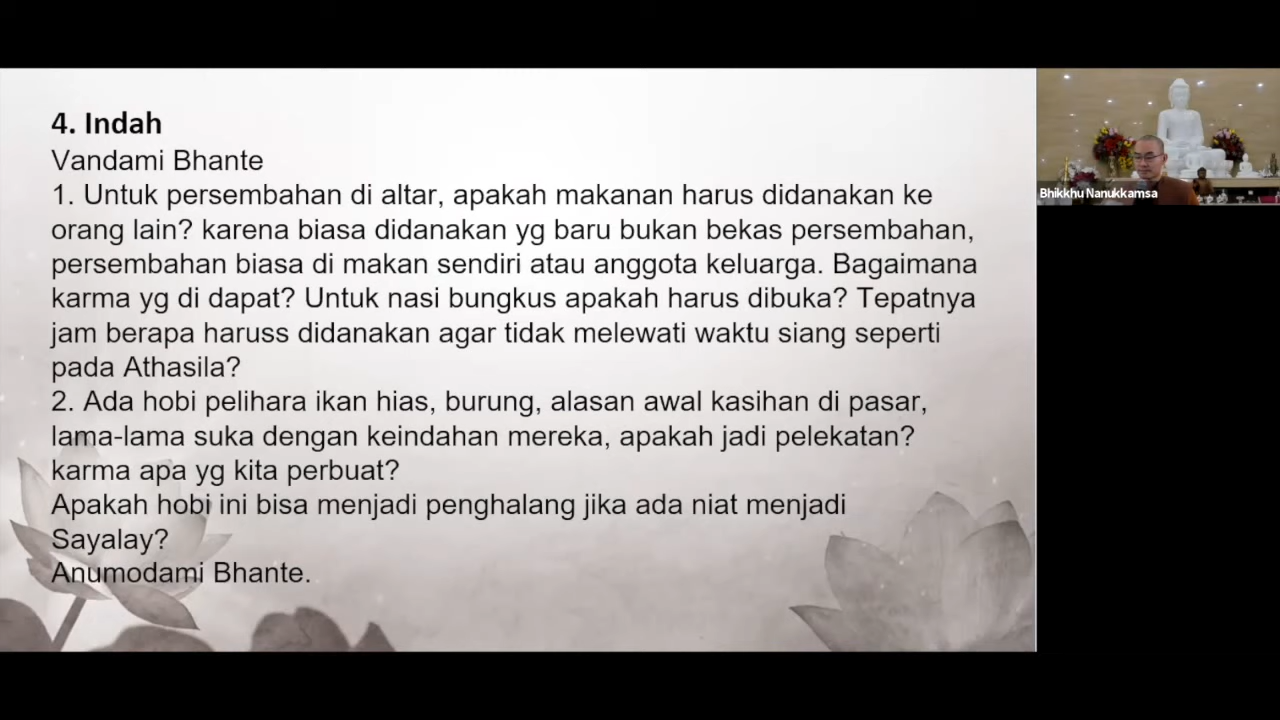 4. Indah
Vandami Bhante
1. Untuk persembahan di altar, apakah makanan harus didanakan ke
orang lain? karena biasa didanakan yg baru bukan bekas persembahan,
persembahan biasa di makan sendiri atau anggota keluarga. Bagaimana
karma yg di dapat? Untuk nasi bungkus apakah harus dibuka? Tepatnya
jam berapa haruss didanakan agar tidak melewati waktu siang seperti
pada Athasila?
2. Ada hobi pelihara ikan hias, burung, alasan awal kasihan di pasar,
lama-lama suka dengan keindahan mereka, apakah jadi pelekatan?
karma apa yg kita perbuat?
Apakah hobi ini bisa menjadi penghalang jika ada niat menjadi
Sayalay?
Anumodami Bhante.
Bhikkhu Nanukkamsa